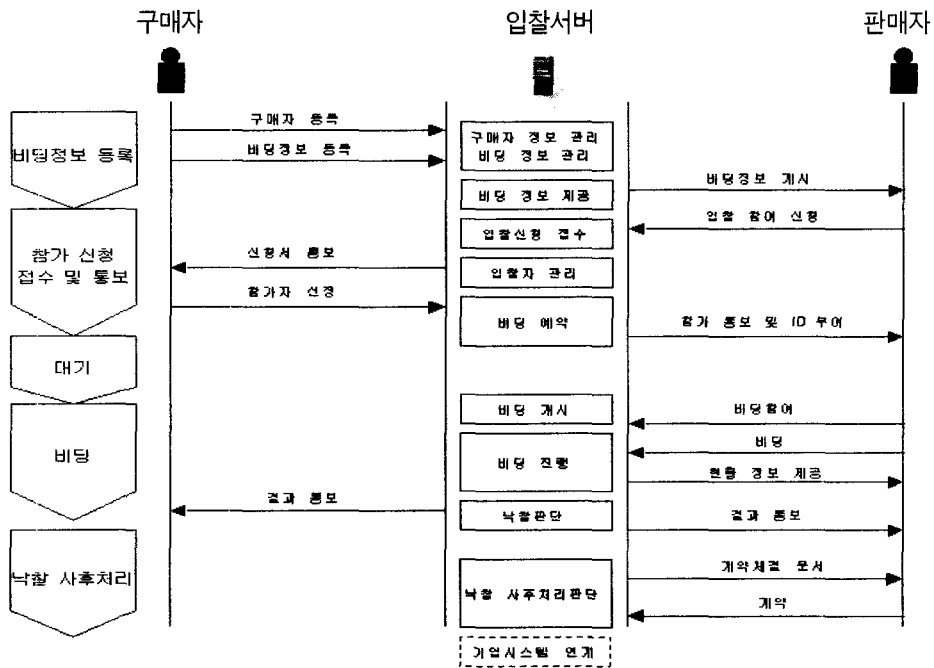 구매자
입찰서버
판매자
비딩정보 등록
구매자 등록
비딩정보 등록
구매자 정보 관리
비딩 정보 관리
비딩 정보 제공
비딩정보 게시
참가 신청
접수 및 통보
입찰신청 접수
입찰 참여 신청
신청서 통보
입찰자 관리
참가자 선정
비딩 예약
참가 통보 및 ID 부여
대기
비딩
비딩 개시
비딩참여
비딩 진행
비딩
현황 정보 제공
결과 통보
낙찰판단
결과 통보
낙찰 사후처리
낙찰 사후처리판단
계약체결 문서
계약
기업시스템 연계